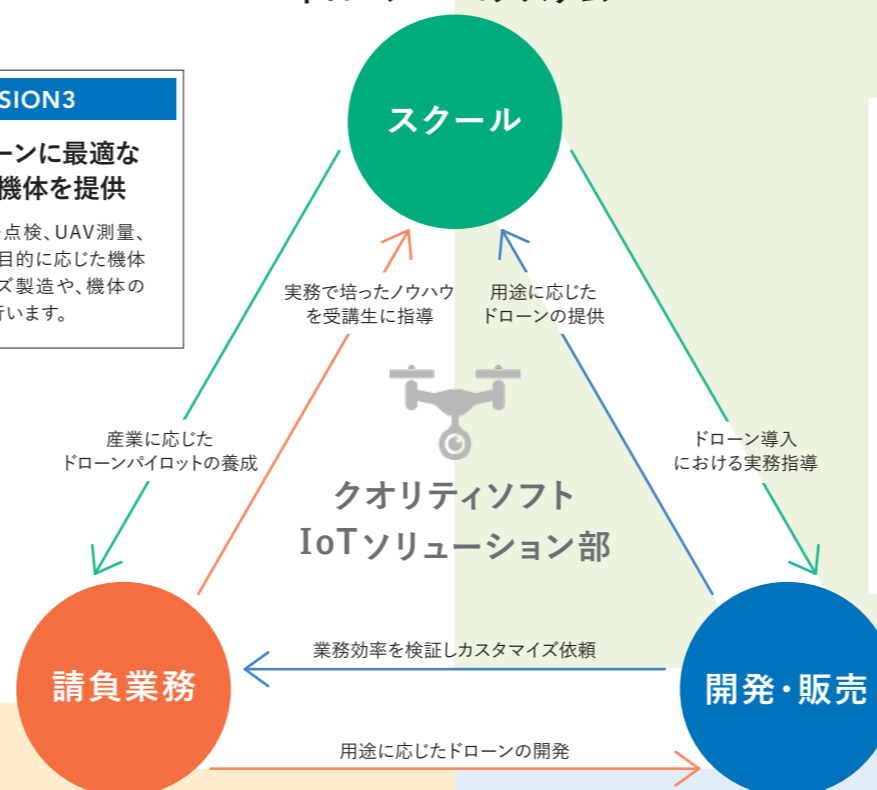 スクール
SION3
ーンに最適な
機体を提供
点検、UAV測量、
目的に応じた機体
ズ製造や、機体の
行います。
実務で培ったノウハウ
を受講生に指導
用途に応じた
ドローンの提供
産業に応じた
ドローンパイロットの養成
ドローン導入
における実務指導
クオリティソフト
IoTソリューション部
業務効率を検証しカスタマイズ依頼
請負業務
開発・販売
用途に応じたドローンの開発